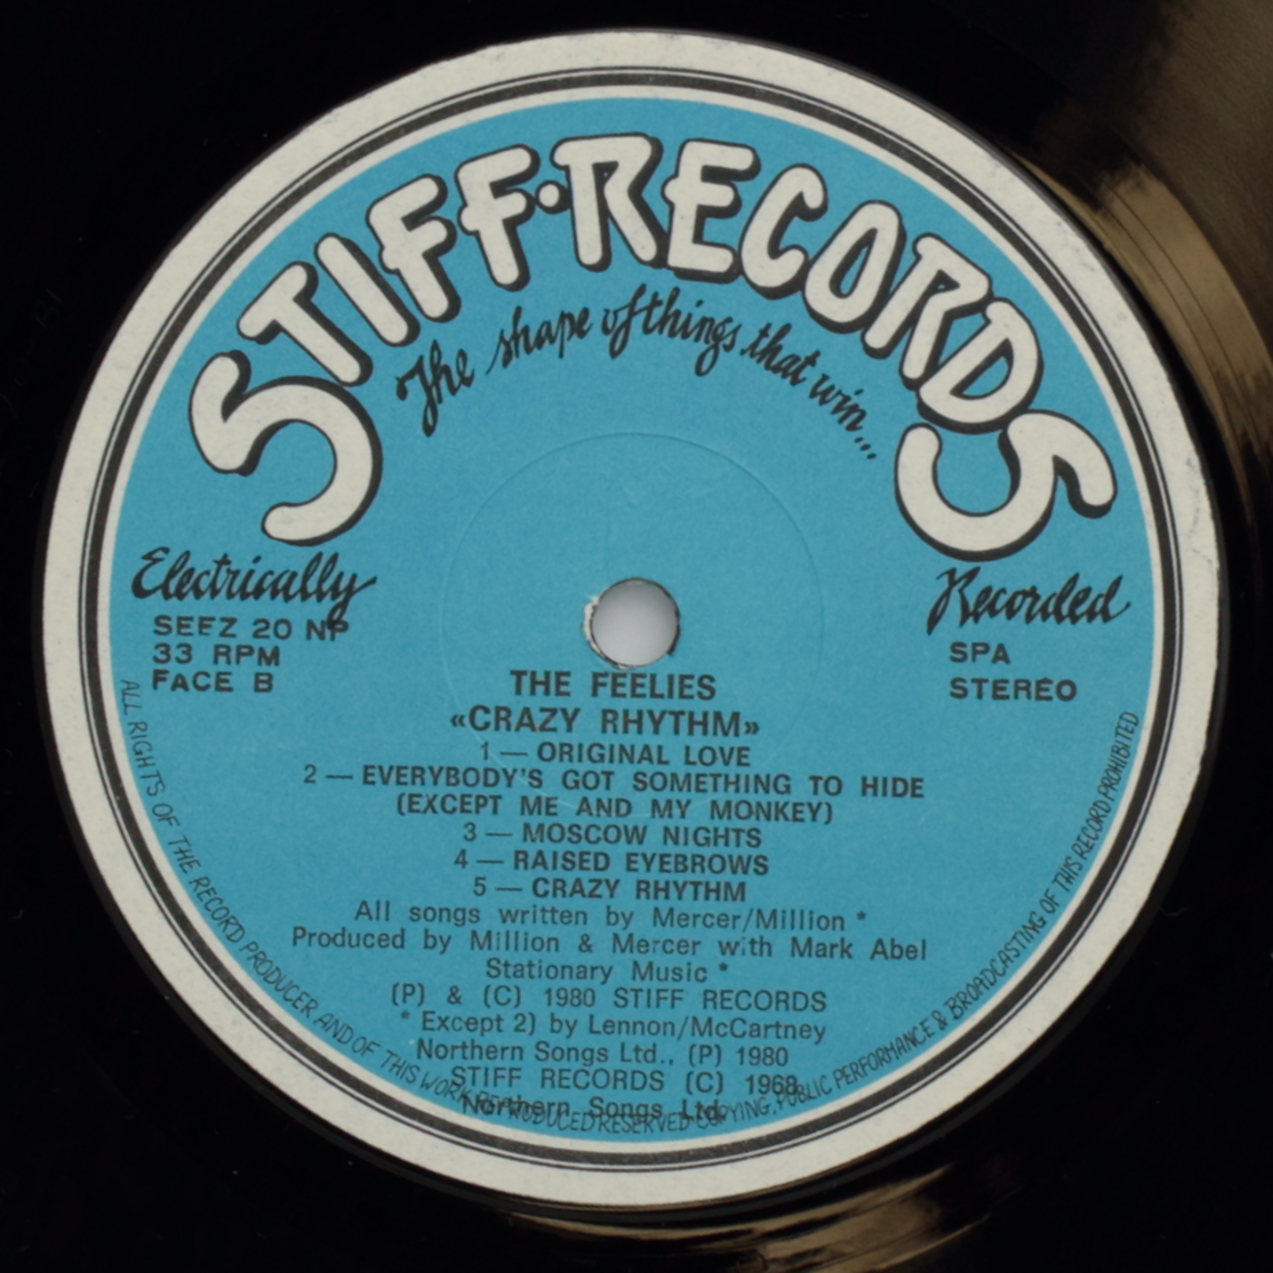 STIFF·RECORDS
The shape of things that win...
Electrically
SEEZ 20 NP
33 RPM
FACE B
Recorded
SPA
STEREO
THE FEELIES
«CRAZY RHYTHM»
1 — ORIGINAL LOVE
2 — EVERYBODY'S GOT SOMETHING TO HIDE
(EXCEPT ME AND MY MONKEY)
3 — MOSCOW NIGHTS
4 — RAISED EYEBROWS
5 — CRAZY RHYTHM
All songs written by Mercer/Million *
Produced by Million & Mercer with Mark Abel
Stationary Music *
(P) & (C) 1980 STIFF RECORDS
* Except 2) by Lennon/McCartney
Northern Songs Ltd., (P) 1980
STIFF RECORDS (C) 1968
Northern Songs Ltd.
ALL RIGHTS OF THE RECORD PRODUCER AND OF THIS WORK REPRODUCED RESERVED COPYING, PUBLIC PERFORMANCE & BROADCASTING OF THIS RECORD PROHIBITED